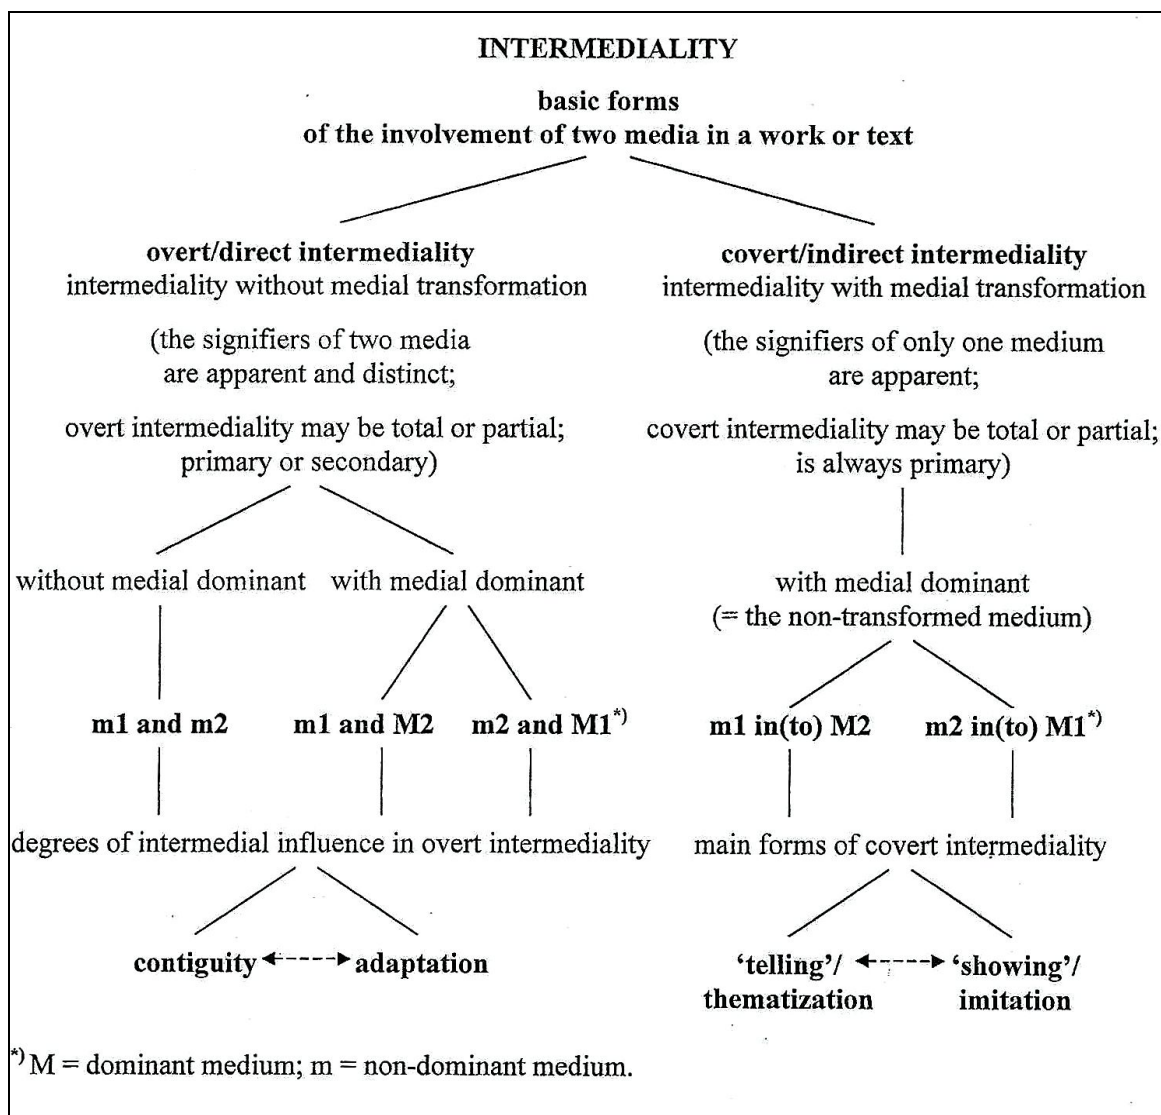 INTERMEDIALITY
basic forms
of the involvement of two media in a work or text
overt/direct intermediality
intermediality without medial transformation
(the signifiers of two media
are apparent and distinct;
overt intermediality may be total or partial;
primary or secondary)
covert/indirect intermediality
intermediality with medial transformation
(the signifiers of only one medium
are apparent;
covert intermediality may be total or partial;
is always primary)
without medial dominant
with medial dominant
with medial dominant
(= the non-transformed medium)
m1 and m2
m1 and M2
m2 and M1*)
m1 in(to) M2
m2 in(to) M1*)
degrees of intermedial influence in overt intermediality
main forms of covert intermediality
contiguity
adaptation
‘telling’/
thematization
‘showing’/
imitation
*) M = dominant medium; m = non-dominant medium.